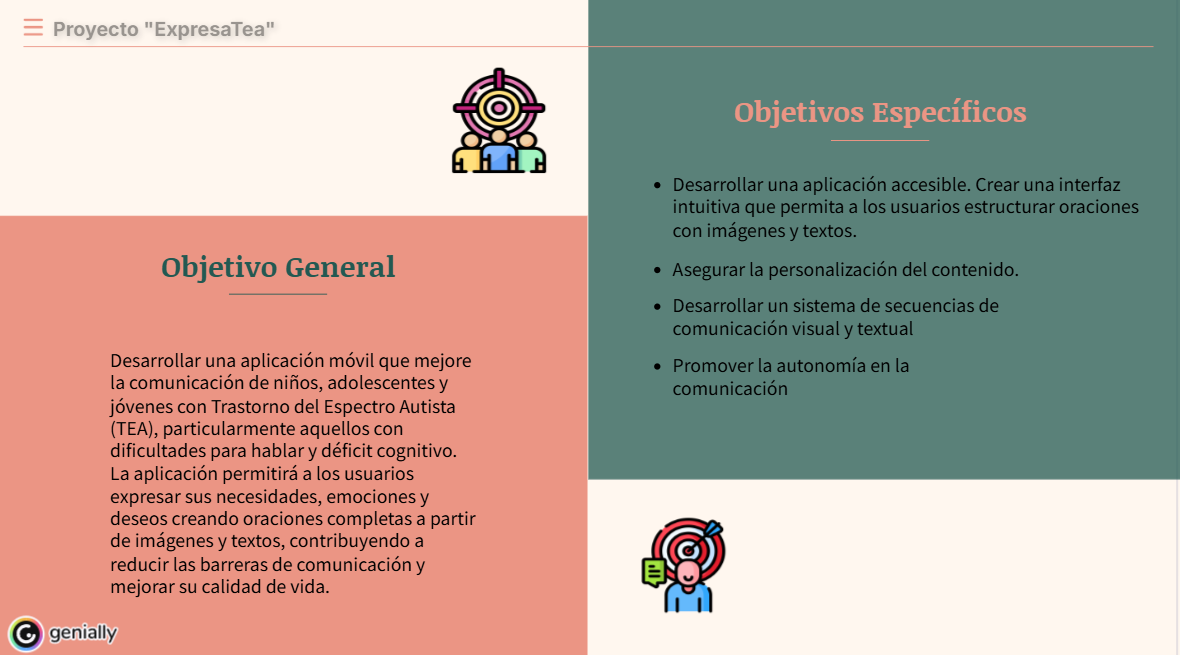 Proyecto "ExpresaTea"
Objetivo General
Desarrollar una aplicación móvil que mejore
la comunicación de niños, adolescentes y
jóvenes con Trastorno del Espectro Autista
(TEA), particularmente aquellos con
dificultades para hablar y déficit cognitivo.
La aplicación permitirá a los usuarios
expresar sus necesidades, emociones y
deseos creando oraciones completas a partir
de imágenes y textos, contribuyendo a
reducir las barreras de comunicación y
mejorar su calidad de vida.
genially
Objetivos Específicos
• Desarrollar una aplicación accesible. Crear una interfaz
intuitiva que permita a los usuarios estructurar oraciones
con imágenes y textos.
• Asegurar la personalización del contenido.
• Desarrollar un sistema de secuencias de
comunicación visual y textual
• Promover la autonomía en la
comunicación